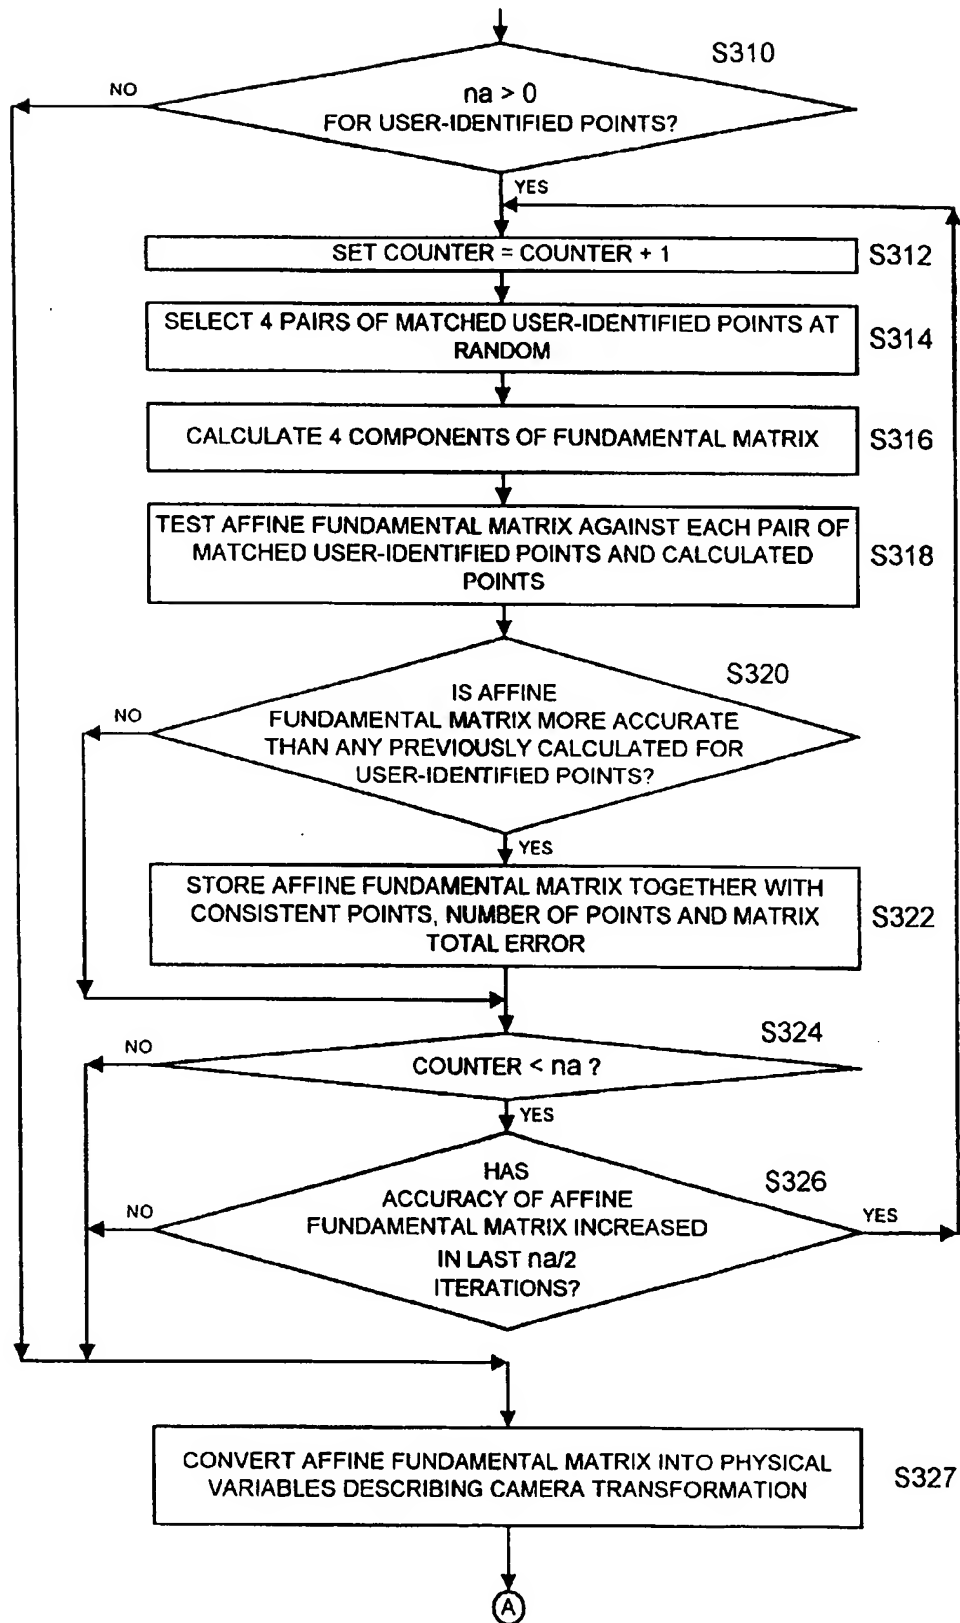 S310
NO
na > 0
FOR USER-IDENTIFIED POINTS?
YES
SET COUNTER = COUNTER + 1
S312
SELECT 4 PAIRS OF MATCHED USER-IDENTIFIED POINTS AT
RANDOM
S314
CALCULATE 4 COMPONENTS OF FUNDAMENTAL MATRIX
S316
TEST AFFINE FUNDAMENTAL MATRIX AGAINST EACH PAIR OF
MATCHED USER-IDENTIFIED POINTS AND CALCULATED
POINTS
S318
S320
NO
IS AFFINE
FUNDAMENTAL MATRIX MORE ACCURATE
THAN ANY PREVIOUSLY CALCULATED FOR
USER-IDENTIFIED POINTS?
YES
STORE AFFINE FUNDAMENTAL MATRIX TOGETHER WITH
CONSISTENT POINTS, NUMBER OF POINTS AND MATRIX
TOTAL ERROR
S322
S324
NO
COUNTER < na ?
YES
S326
HAS
ACCURACY OF AFFINE
FUNDAMENTAL MATRIX INCREASED
IN LAST na/2
ITERATIONS?
NO
YES
CONVERT AFFINE FUNDAMENTAL MATRIX INTO PHYSICAL
VARIABLES DESCRIBING CAMERA TRANSFORMATION
S327
A